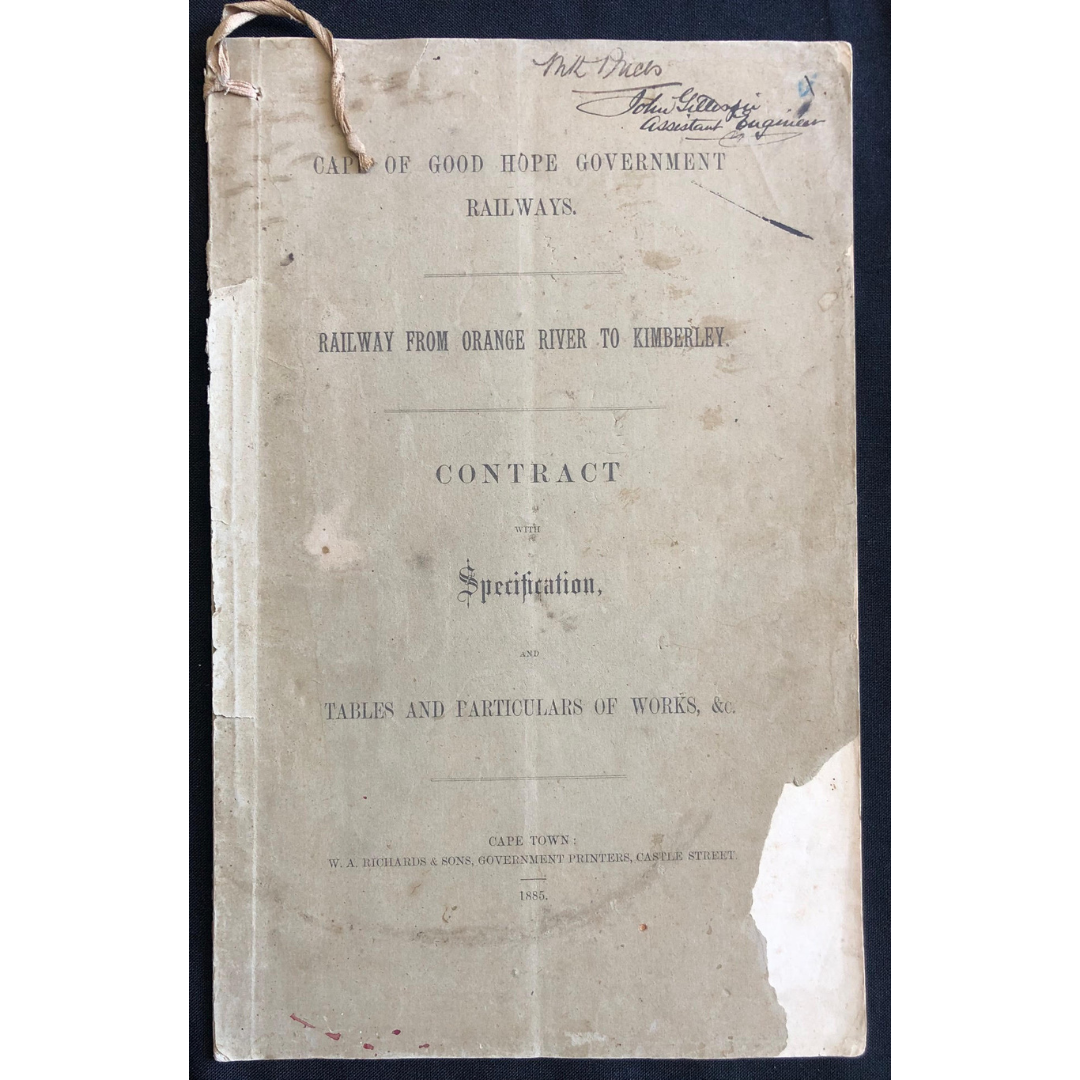 John Gillespie
Assistant Engineer
CAPE OF GOOD HOPE GOVERNMENT
RAILWAYS.
RAILWAY FROM ORANGE RIVER TO KIMBERLEY.
CONTRACT
WITH
Specification,
AND
TABLES AND PARTICULARS OF WORKS, &c.
CAPE TOWN:
W. A. RICHARDS & SONS, GOVERNMENT PRINTERS, CASTLE STREET.
1885.